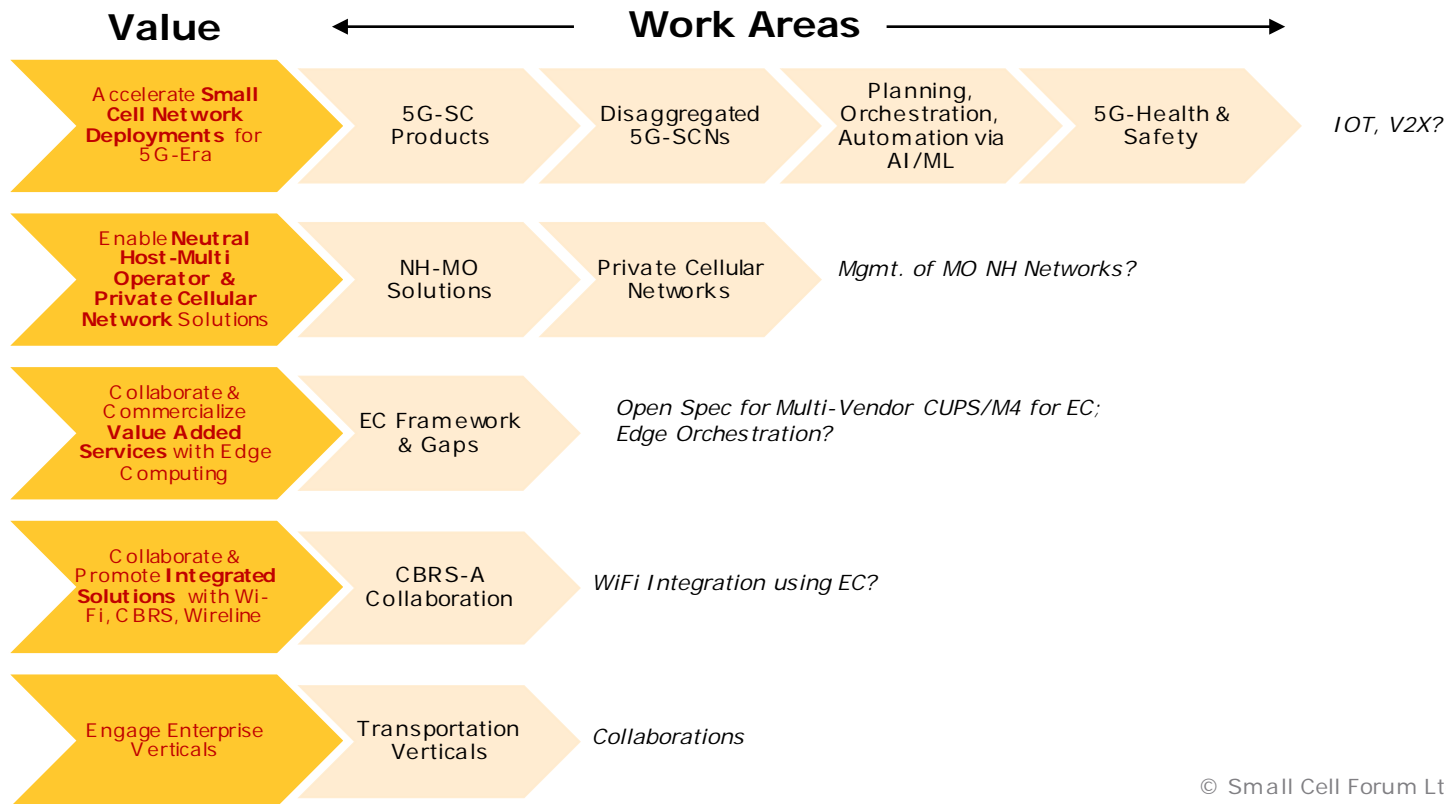 Value
Work Areas
Accelerate Small
Cell Network
Deployments for
5G-Era
5G-SC
Products
Disaggregated
5G-SCNs
Planning,
Orchestration,
Automation via
AI/ML
5G-Health &
Safety
IOT, V2X?
Enable Neutral
Host-Multi
Operator &
Private Cellular
Network Solutions
NH-MO
Solutions
Private Cellular
Networks
Mgmt. of MO NH Networks?
Collaborate &
Commercialize
Value Added
Services with Edge
Computing
EC Framework
& Gaps
Open Spec for Multi-Vendor CUPS/M4 for EC;
Edge Orchestration?
Collaborate &
Promote Integrated
Solutions with Wi-
Fi, CBRS, Wireline
CBRS-A
Collaboration
WiFi Integration using EC?
Engage Enterprise
Verticals
Transportation
Verticals
Collaborations
© Small Cell Forum Lt